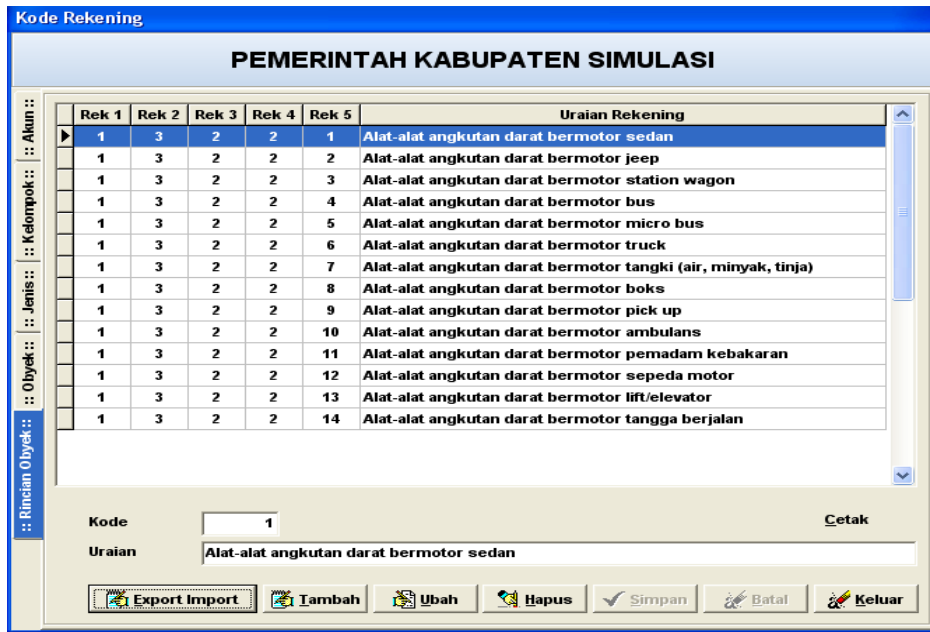 Kode Rekening
PEMERINTAH KABUPATEN SIMULASI
:: Akun ::
:: Kelompok ::
:: Jenis ::
:: Obyek ::
:: Rincian Obyek ::
Rek 1 Rek 2 Rek 3 Rek 4 Rek 5 Uraian Rekening
1 3 2 2 1 Alat-alat angkutan darat bermotor sedan
1 3 2 2 2 Alat-alat angkutan darat bermotor jeep
1 3 2 2 3 Alat-alat angkutan darat bermotor station wagon
1 3 2 2 4 Alat-alat angkutan darat bermotor bus
1 3 2 2 5 Alat-alat angkutan darat bermotor micro bus
1 3 2 2 6 Alat-alat angkutan darat bermotor truck
1 3 2 2 7 Alat-alat angkutan darat bermotor tangki (air, minyak, tinja)
1 3 2 2 8 Alat-alat angkutan darat bermotor boks
1 3 2 2 9 Alat-alat angkutan darat bermotor pick up
1 3 2 2 10 Alat-alat angkutan darat bermotor ambulans
1 3 2 2 11 Alat-alat angkutan darat bermotor pemadam kebakaran
1 3 2 2 12 Alat-alat angkutan darat bermotor sepeda motor
1 3 2 2 13 Alat-alat angkutan darat bermotor lift/elevator
1 3 2 2 14 Alat-alat angkutan darat bermotor tangga berjalan
Kode 1 Cetak
Uraian Alat-alat angkutan darat bermotor sedan
Export Import Tambah Ubah Hapus Simpan Batal Keluar